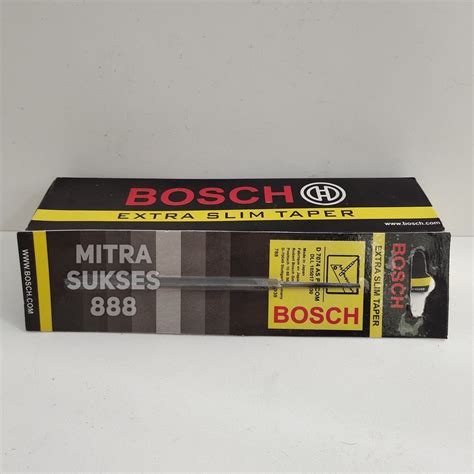 BOSCH
EXTRA SLIM TAPER
www.bosch.com
WWW.BOSCH.COM
MITRA
SUKSES
888
BOSCH
EXTRA SLIM TAPER
BOSCH